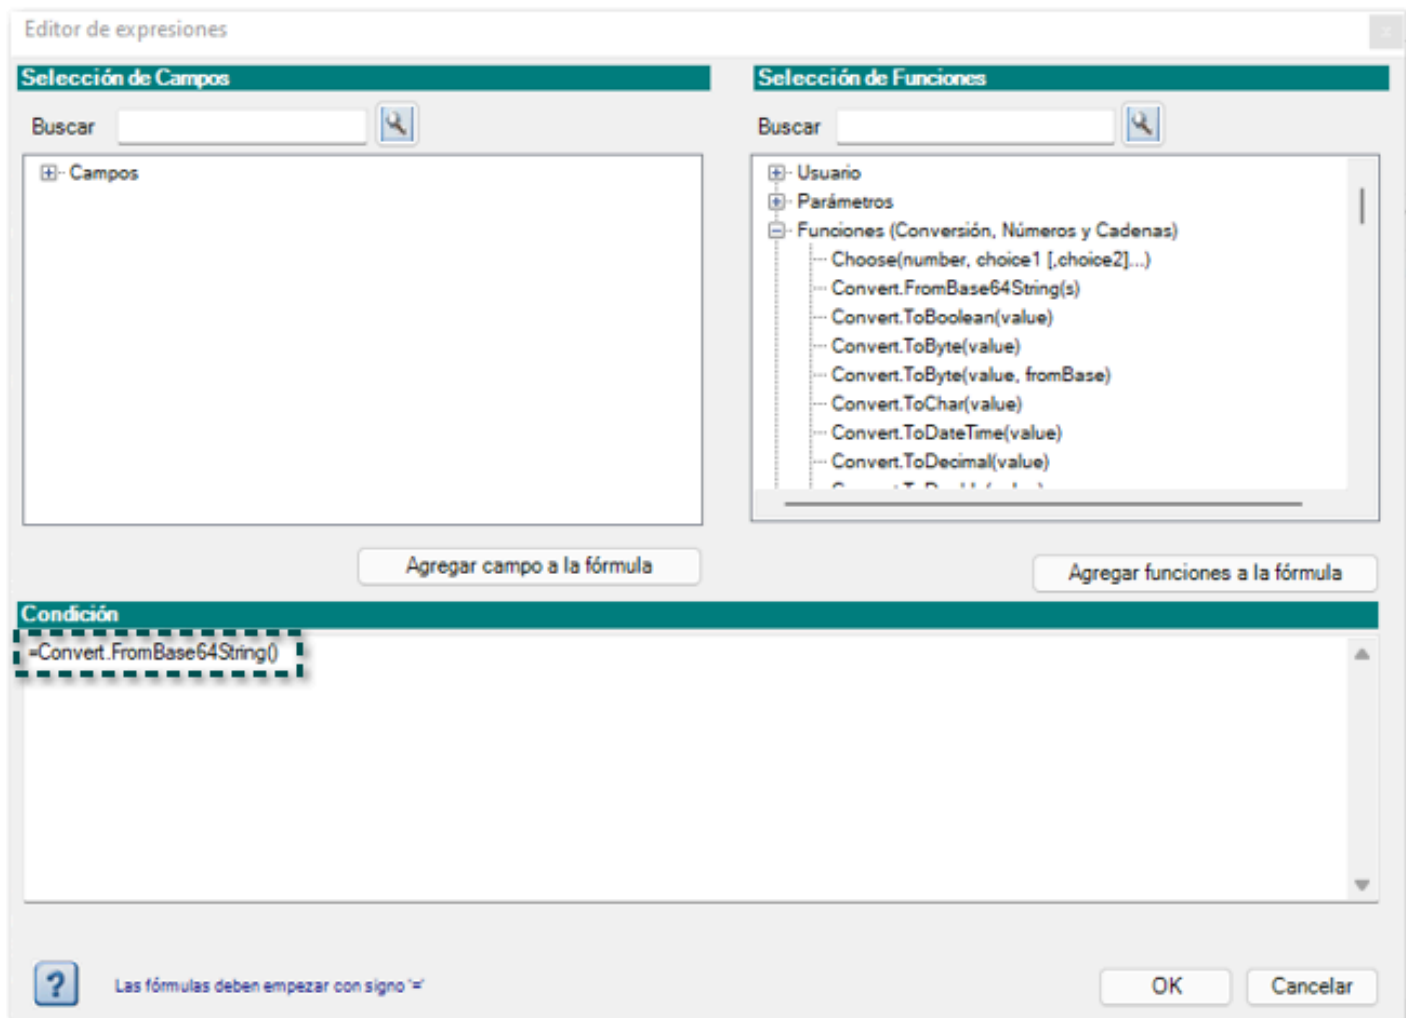 Editor de expresiones
x
Selección de Campos
Buscar
Campos
Agregar campo a la fórmula
Selección de Funciones
Buscar
Usuario
Parámetros
Funciones (Conversión, Números y Cadenas)
Choose(number, choice1 [,choice2]...)
Convert.FromBase64String(s)
Convert.ToBoolean(value)
Convert.ToByte(value)
Convert.ToByte(value, fromBase)
Convert.ToChar(value)
Convert.ToDateTime(value)
Convert.ToDecimal(value)
Agregar funciones a la fórmula
Condición
=Convert.FromBase64String()
?
Las fórmulas deben empezar con signo '='
OK
Cancelar